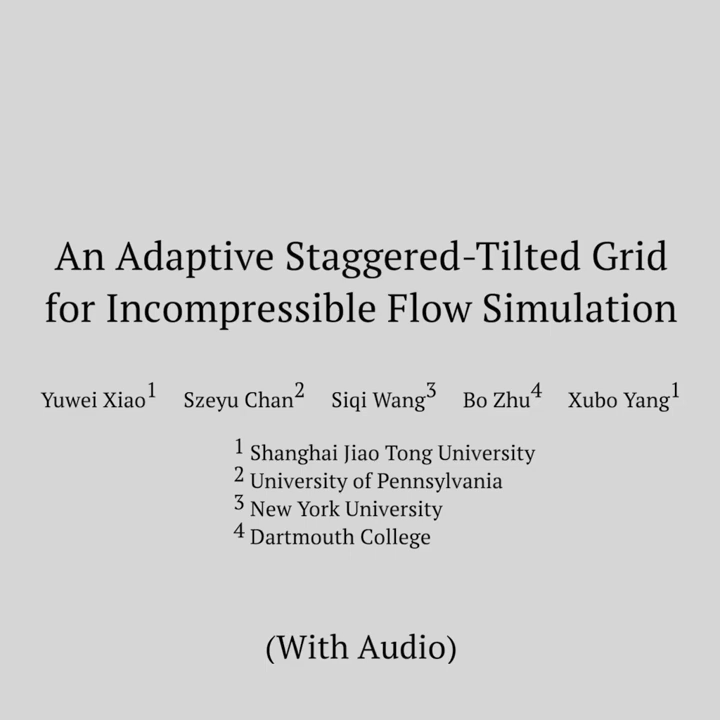 An Adaptive Staggered-Tilted Grid
for Incompressible Flow Simulation
Yuwei Xiao¹ Szeyu Chan² Siqi Wang³ Bo Zhu⁴ Xubo Yang¹
¹ Shanghai Jiao Tong University
² University of Pennsylvania
³ New York University
⁴ Dartmouth College
(With Audio)